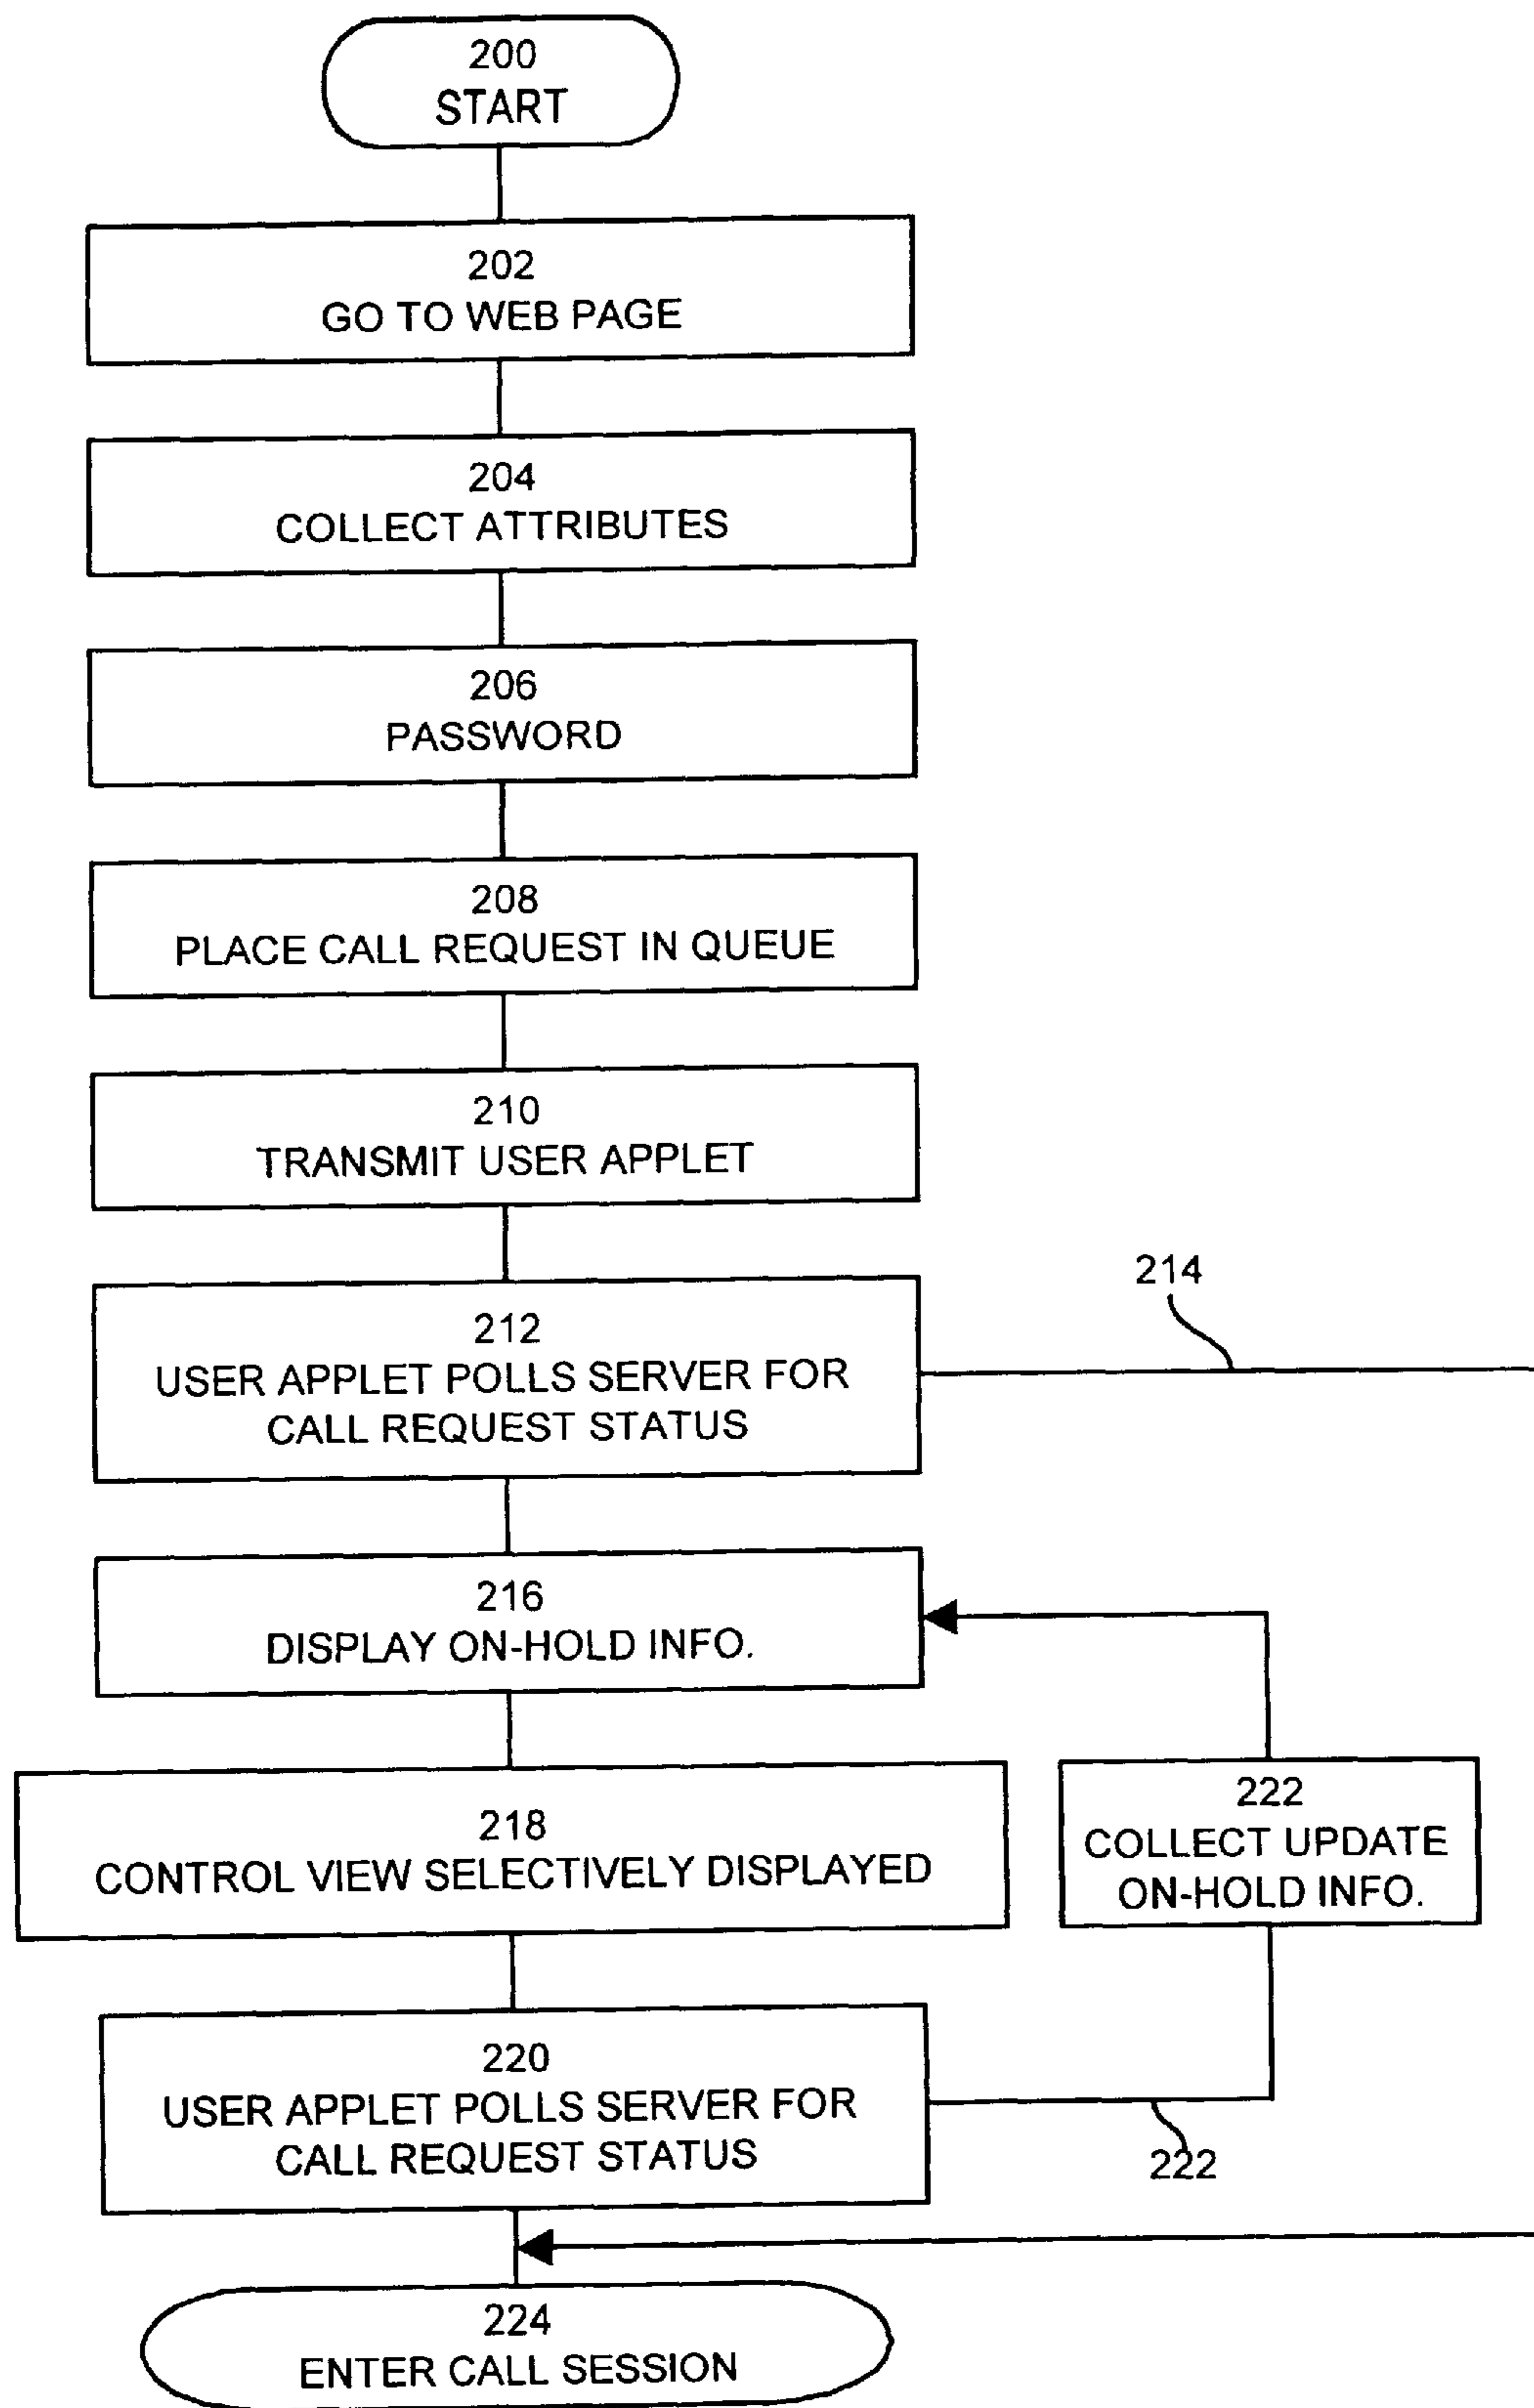 200
START
202
GO TO WEB PAGE
204
COLLECT ATTRIBUTES
206
PASSWORD
208
PLACE CALL REQUEST IN QUEUE
210
TRANSMIT USER APPLET
214
212
USER APPLET POLLS SERVER FOR
CALL REQUEST STATUS
216
DISPLAY ON-HOLD INFO.
218
CONTROL VIEW SELECTIVELY DISPLAYED
222
COLLECT UPDATE
ON-HOLD INFO.
220
USER APPLET POLLS SERVER FOR
CALL REQUEST STATUS
222
224
ENTER CALL SESSION